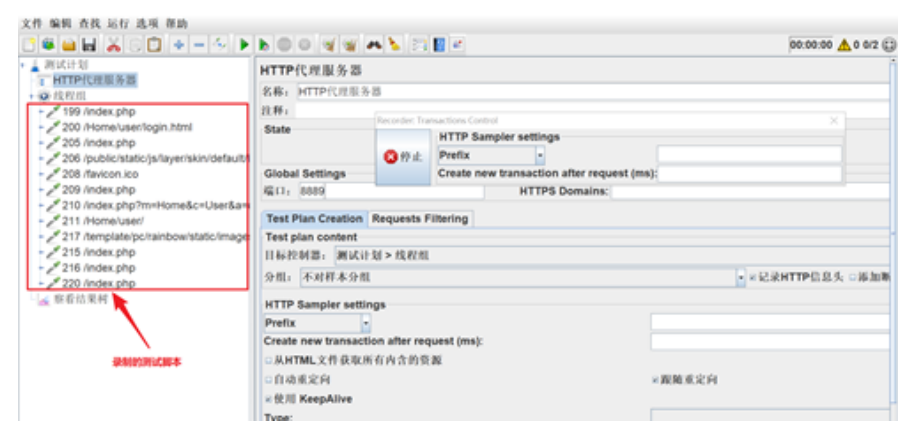 文件 编辑 查找 运行 选项 帮助
00:00:00 0 0/2
测试计划
HTTP代理服务器
线程组
199 /index.php
200 /Home/user/login.html
205 /index.php
206 /public/static/js/layer/skin/default/
208 /favicon.ico
209 /index.php
210 /index.php?m=Home&c=User&a=
211 /Home/user/
217 /template/pc/rainbow/static/image
215 /index.php
216 /index.php
220 /index.php
察看结果树
录制的测试脚本
HTTP代理服务器
名称： HTTP代理服务器
注释：
State
Recorder: Transactions Control
停止
HTTP Sampler settings
Prefix
Create new transaction after request (ms):
Global Settings
端口： 8889
HTTPS Domains:
Test Plan Creation Requests Filtering
Test plan content
目标控制器： 测试计划 > 线程组
分组： 不对样本分组
记录HTTP信息头 添加断
HTTP Sampler settings
Prefix
Create new transaction after request (ms):
从HTML文件获取所有内含的资源
自动重定向 跟随重定向
使用 KeepAlive
Type: